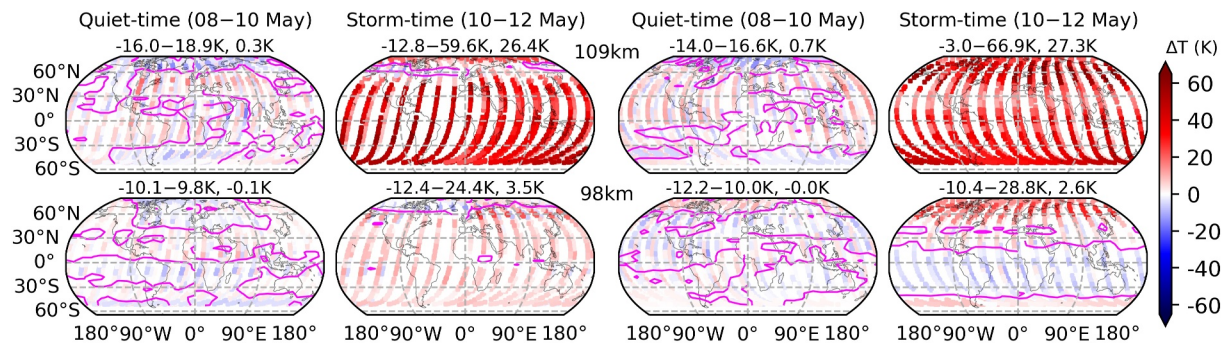 Quiet-time (08−10 May) Storm-time (10−12 May) Quiet-time (08−10 May) Storm-time (10−12 May)
-16.0−18.9K, 0.3K -12.8−59.6K, 26.4K 109km -14.0−16.6K, 0.7K -3.0−66.9K, 27.3K
ΔT (K)
60°N
30°N
0°
30°S
60°S
-10.1−9.8K, -0.1K -12.4−24.4K, 3.5K 98km -12.2−10.0K, -0.0K -10.4−28.8K, 2.6K
60°N
30°N
0°
30°S
60°S
180°90°W 0° 90°E 180° 180°90°W 0° 90°E 180° 180°90°W 0° 90°E 180° 180°90°W 0° 90°E 180°
60
40
20
0
-20
-40
-60